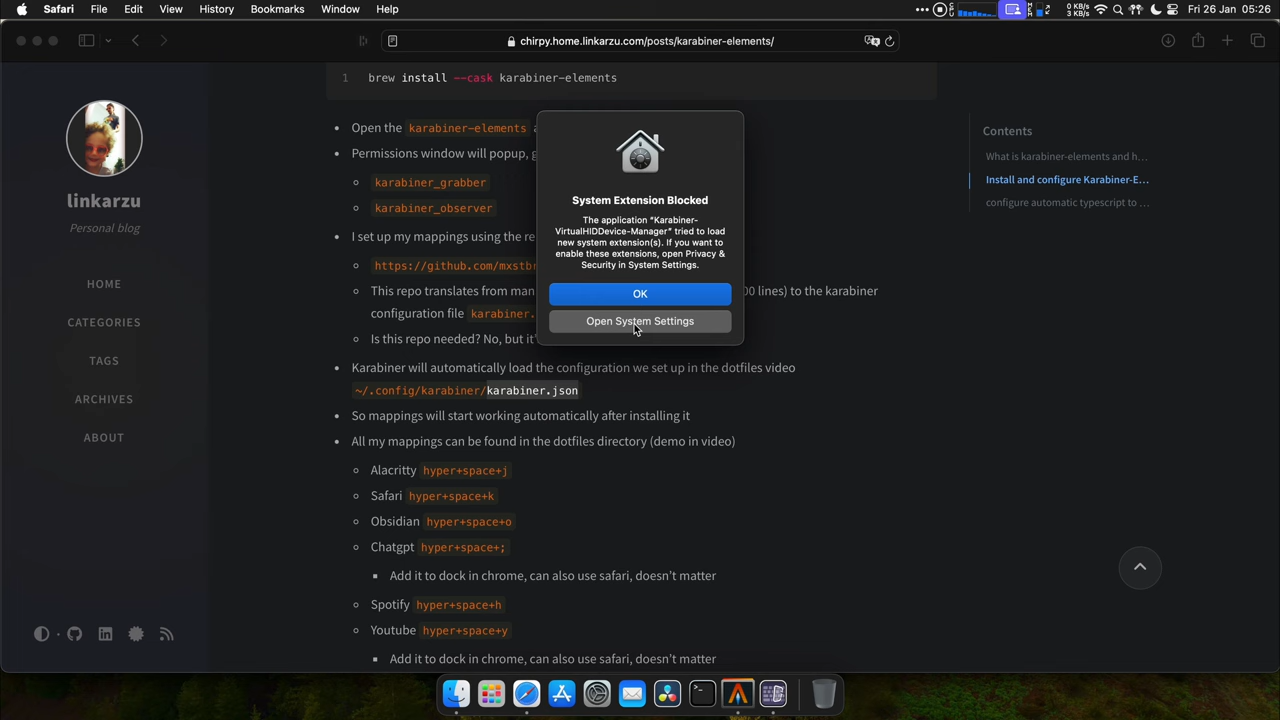 Safari File Edit View History Bookmarks Window Help
0 KB/s
3 KB/s
Fri 26 Jan 05:26
chirpy.home.linkarzu.com/posts/karabiner-elements/
linkarzu
Personal blog
HOME
CATEGORIES
TAGS
ARCHIVES
ABOUT
1 brew install --cask karabiner-elements
Open the karabiner-elements
Permissions window will popup,
karabiner_grabber
karabiner_observer
I set up my mappings using the
https://github.com/mxstb
This repo translates from 00 lines) to the karabiner
configuration file karabiner.
Is this repo needed? No, but it'
Karabiner will automatically load the configuration we set up in the dotfiles video
~/.config/karabiner/karabiner.json
So mappings will start working automatically after installing it
All my mappings can be found in the dotfiles directory (demo in video)
Alacritty hyper+space+j
Safari hyper+space+k
Obsidian hyper+space+o
Chatgpt hyper+space+;
Add it to dock in chrome, can also use safari, doesn't matter
Spotify hyper+space+h
Youtube hyper+space+y
Add it to dock in chrome, can also use safari, doesn't matter
System Extension Blocked
The application "Karabiner-
VirtualHIDDevice-Manager" tried to load
new system extension(s). If you want to
enable these extensions, open Privacy &
Security in System Settings.
OK
Open System Settings
Contents
What is karabiner-elements and h...
Install and configure Karabiner-E...
configure automatic typescript to ...